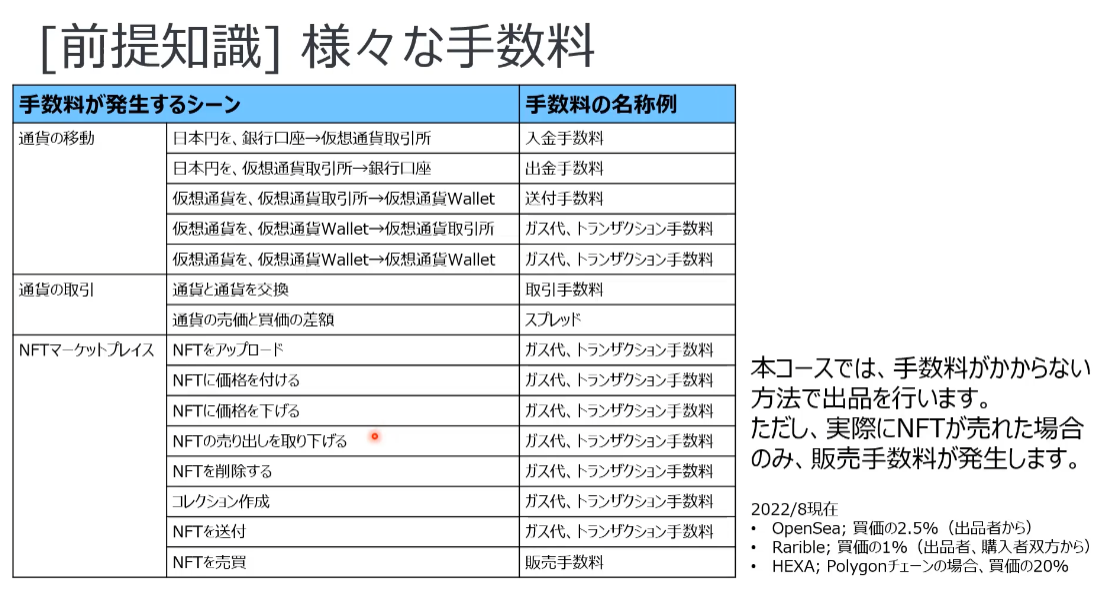 [前提知識] 様々な手数料
手数料が発生するシーン 手数料の名称例
通貨の移動 日本円を、銀行口座→仮想通貨取引所 入金手数料
日本円を、仮想通貨取引所→銀行口座 出金手数料
仮想通貨を、仮想通貨取引所→仮想通貨Wallet 送付手数料
仮想通貨を、仮想通貨Wallet→仮想通貨取引所 ガス代、トランザクション手数料
仮想通貨を、仮想通貨Wallet→仮想通貨Wallet ガス代、トランザクション手数料
通貨の取引 通貨と通貨を交換 取引手数料
通貨の売価と買価の差額 スプレッド
NFTマーケットプレイス NFTをアップロード ガス代、トランザクション手数料
NFTに価格を付ける ガス代、トランザクション手数料
NFTに価格を下げる ガス代、トランザクション手数料
NFTの売り出しを取り下げる ガス代、トランザクション手数料
NFTを削除する ガス代、トランザクション手数料
コレクション作成 ガス代、トランザクション手数料
NFTを送付 ガス代、トランザクション手数料
NFTを売買 販売手数料
本コースでは、手数料がかからない
方法で出品を行います。
ただし、実際にNFTが売れた場合
のみ、販売手数料が発生します。
2022/8現在
• OpenSea; 買価の2.5%（出品者から）
• Rarible; 買価の1%（出品者、購入者双方から）
• HEXA; Polygonチェーンの場合、買価の20%